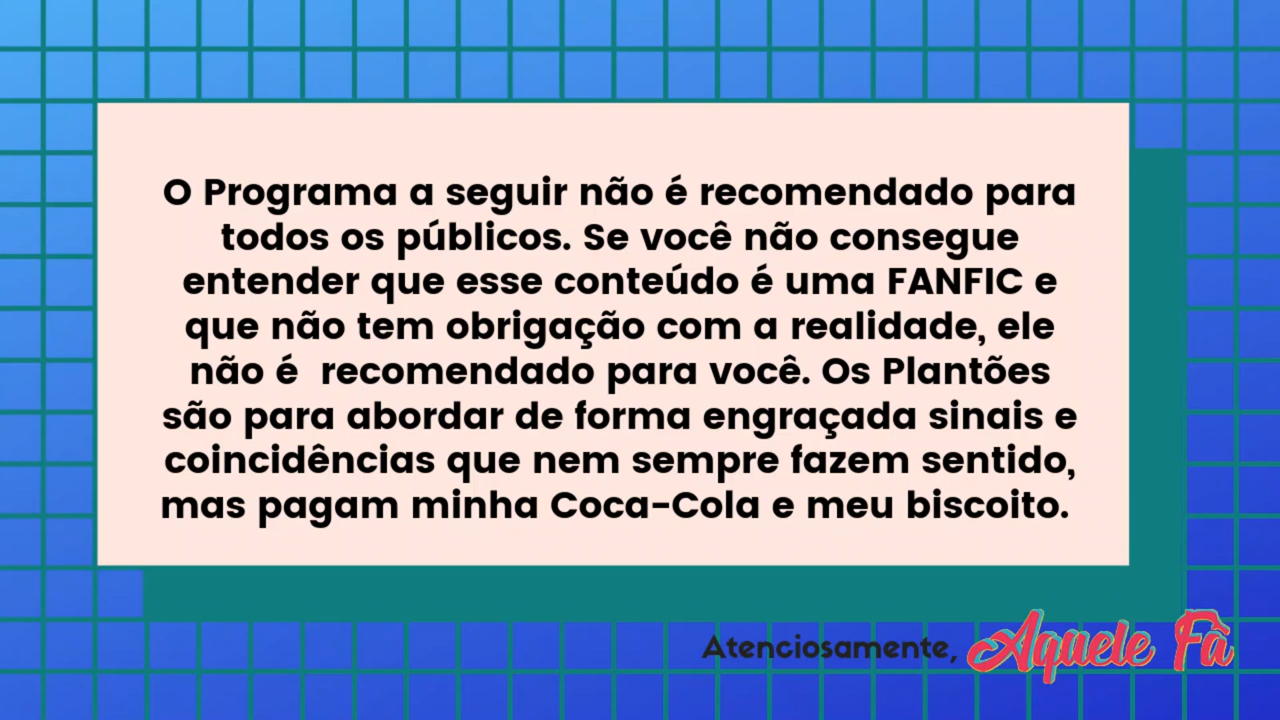 O Programa a seguir não é recomendado para
todos os públicos. Se você não consegue
entender que esse conteúdo é uma FANFIC e
que não tem obrigação com a realidade, ele
não é  recomendado para você. Os Plantões
são para abordar de forma engraçada sinais e
coincidências que nem sempre fazem sentido,
mas pagam minha Coca-Cola e meu biscoito.
Atenciosamente, Aquele Fã